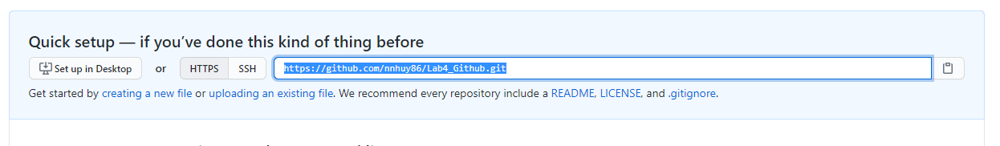 Quick setup — if you've done this kind of thing before
Set up in Desktop or HTTPS SSH https://github.com/nnhuy86/Lab4_Github.git
Get started by creating a new file or uploading an existing file. We recommend every repository include a README, LICENSE, and .gitignore.